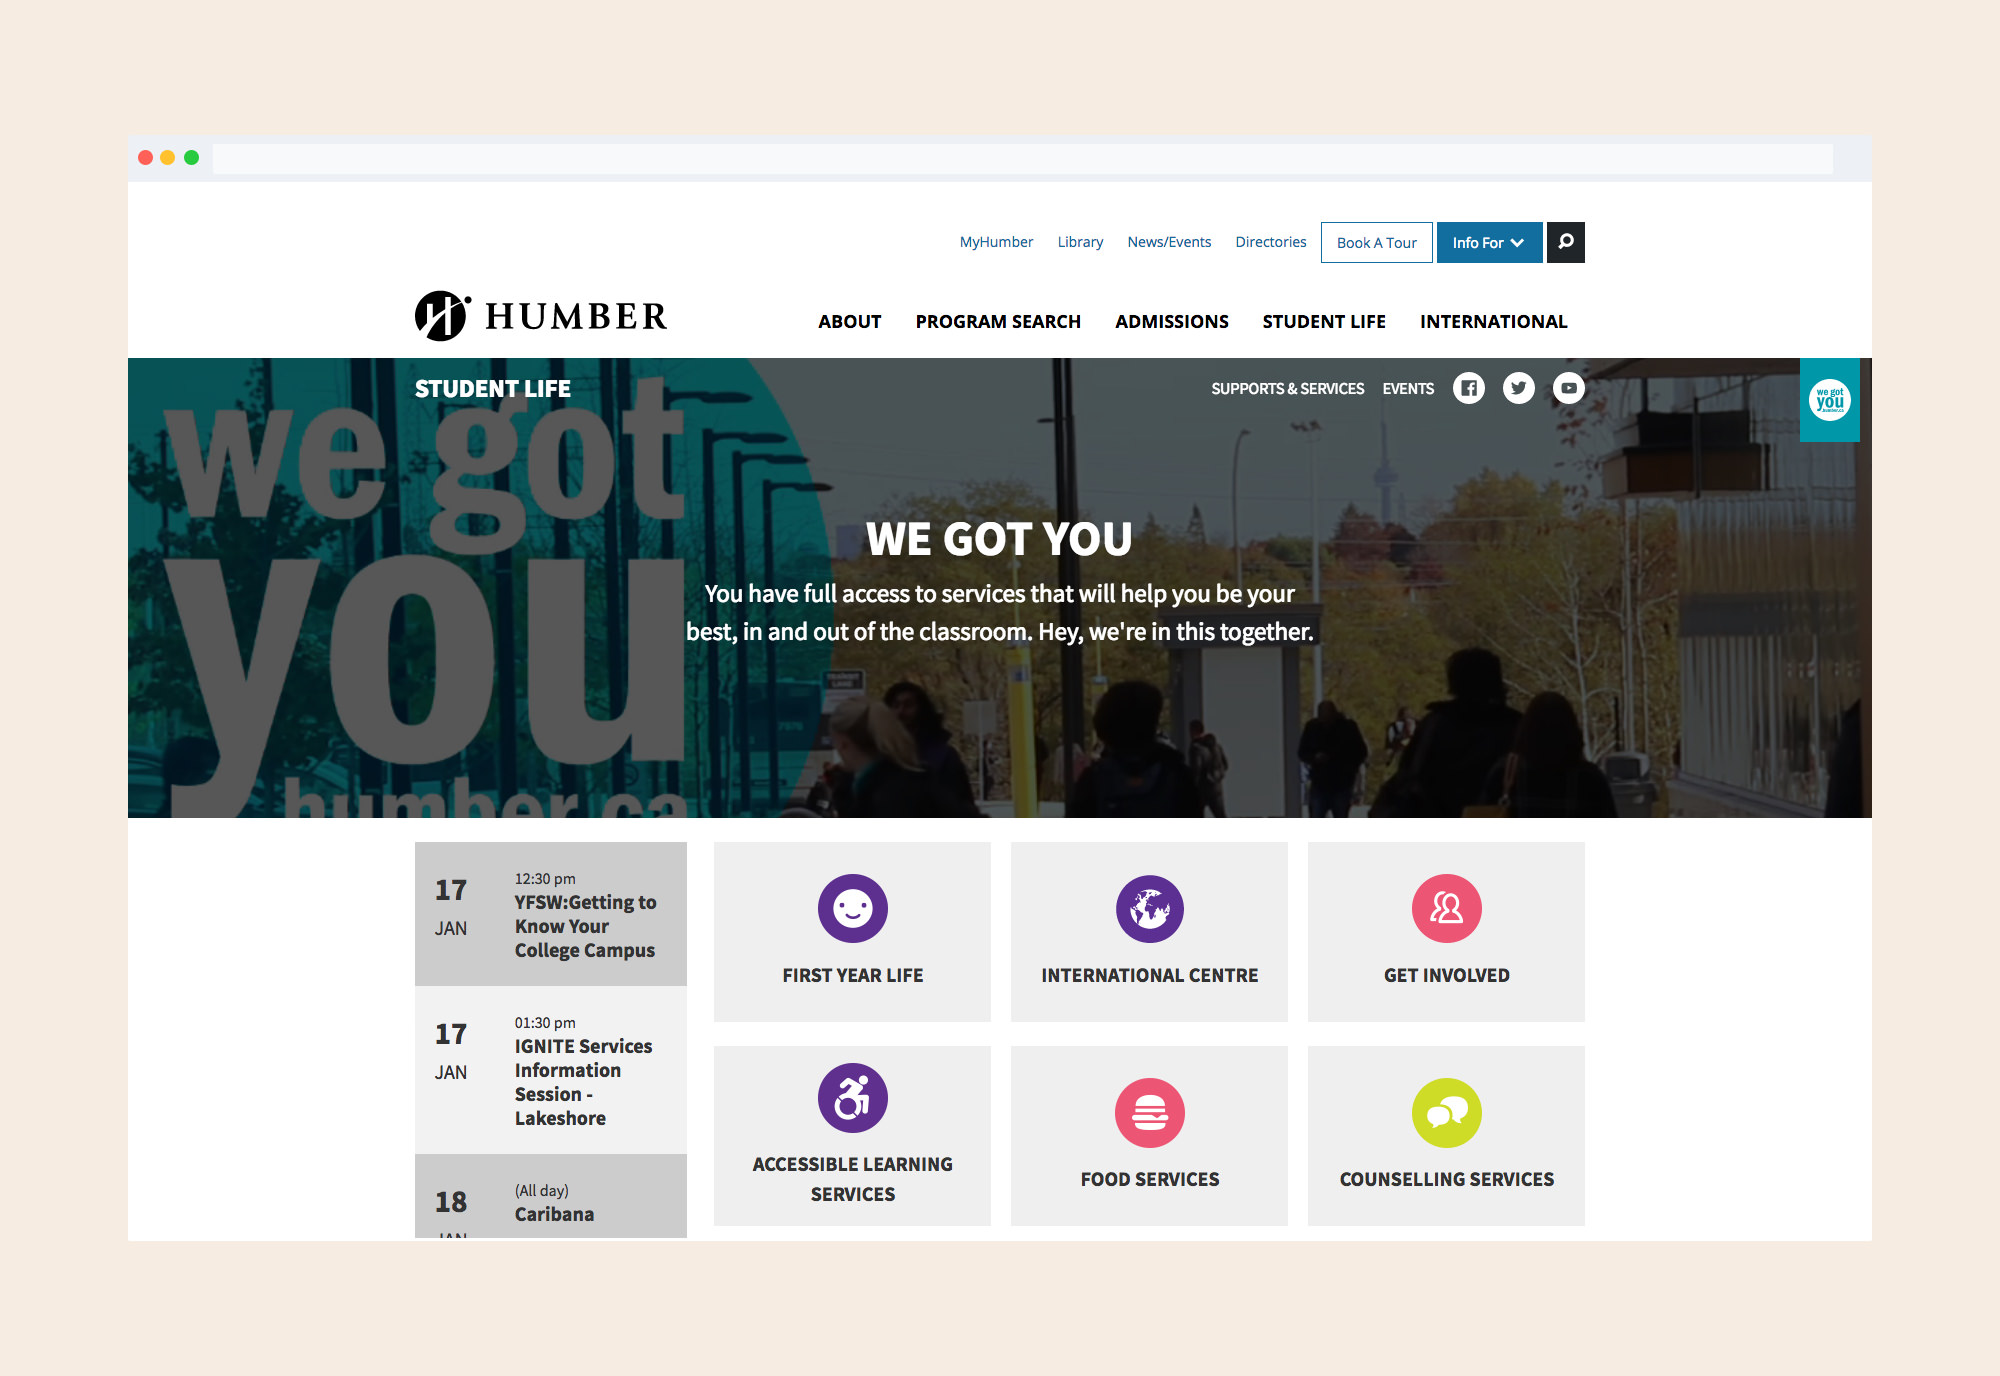 MyHumber Library News/Events Directories Book A Tour Info For
HUMBER
ABOUT PROGRAM SEARCH ADMISSIONS STUDENT LIFE INTERNATIONAL
STUDENT LIFE
SUPPORTS & SERVICES EVENTS
we got
you
humber.ca
we got
you
humber.ca
WE GOT YOU
You have full access to services that will help you be your
best, in and out of the classroom. Hey, we're in this together.
TRANSIT
LANE
17
JAN
12:30 pm
YFSW:Getting to
Know Your
College Campus
17
JAN
01:30 pm
IGNITE Services
Information
Session -
Lakeshore
18
JAN
(All day)
Caribana
FIRST YEAR LIFE
INTERNATIONAL CENTRE
GET INVOLVED
ACCESSIBLE LEARNING
SERVICES
FOOD SERVICES
COUNSELLING SERVICES